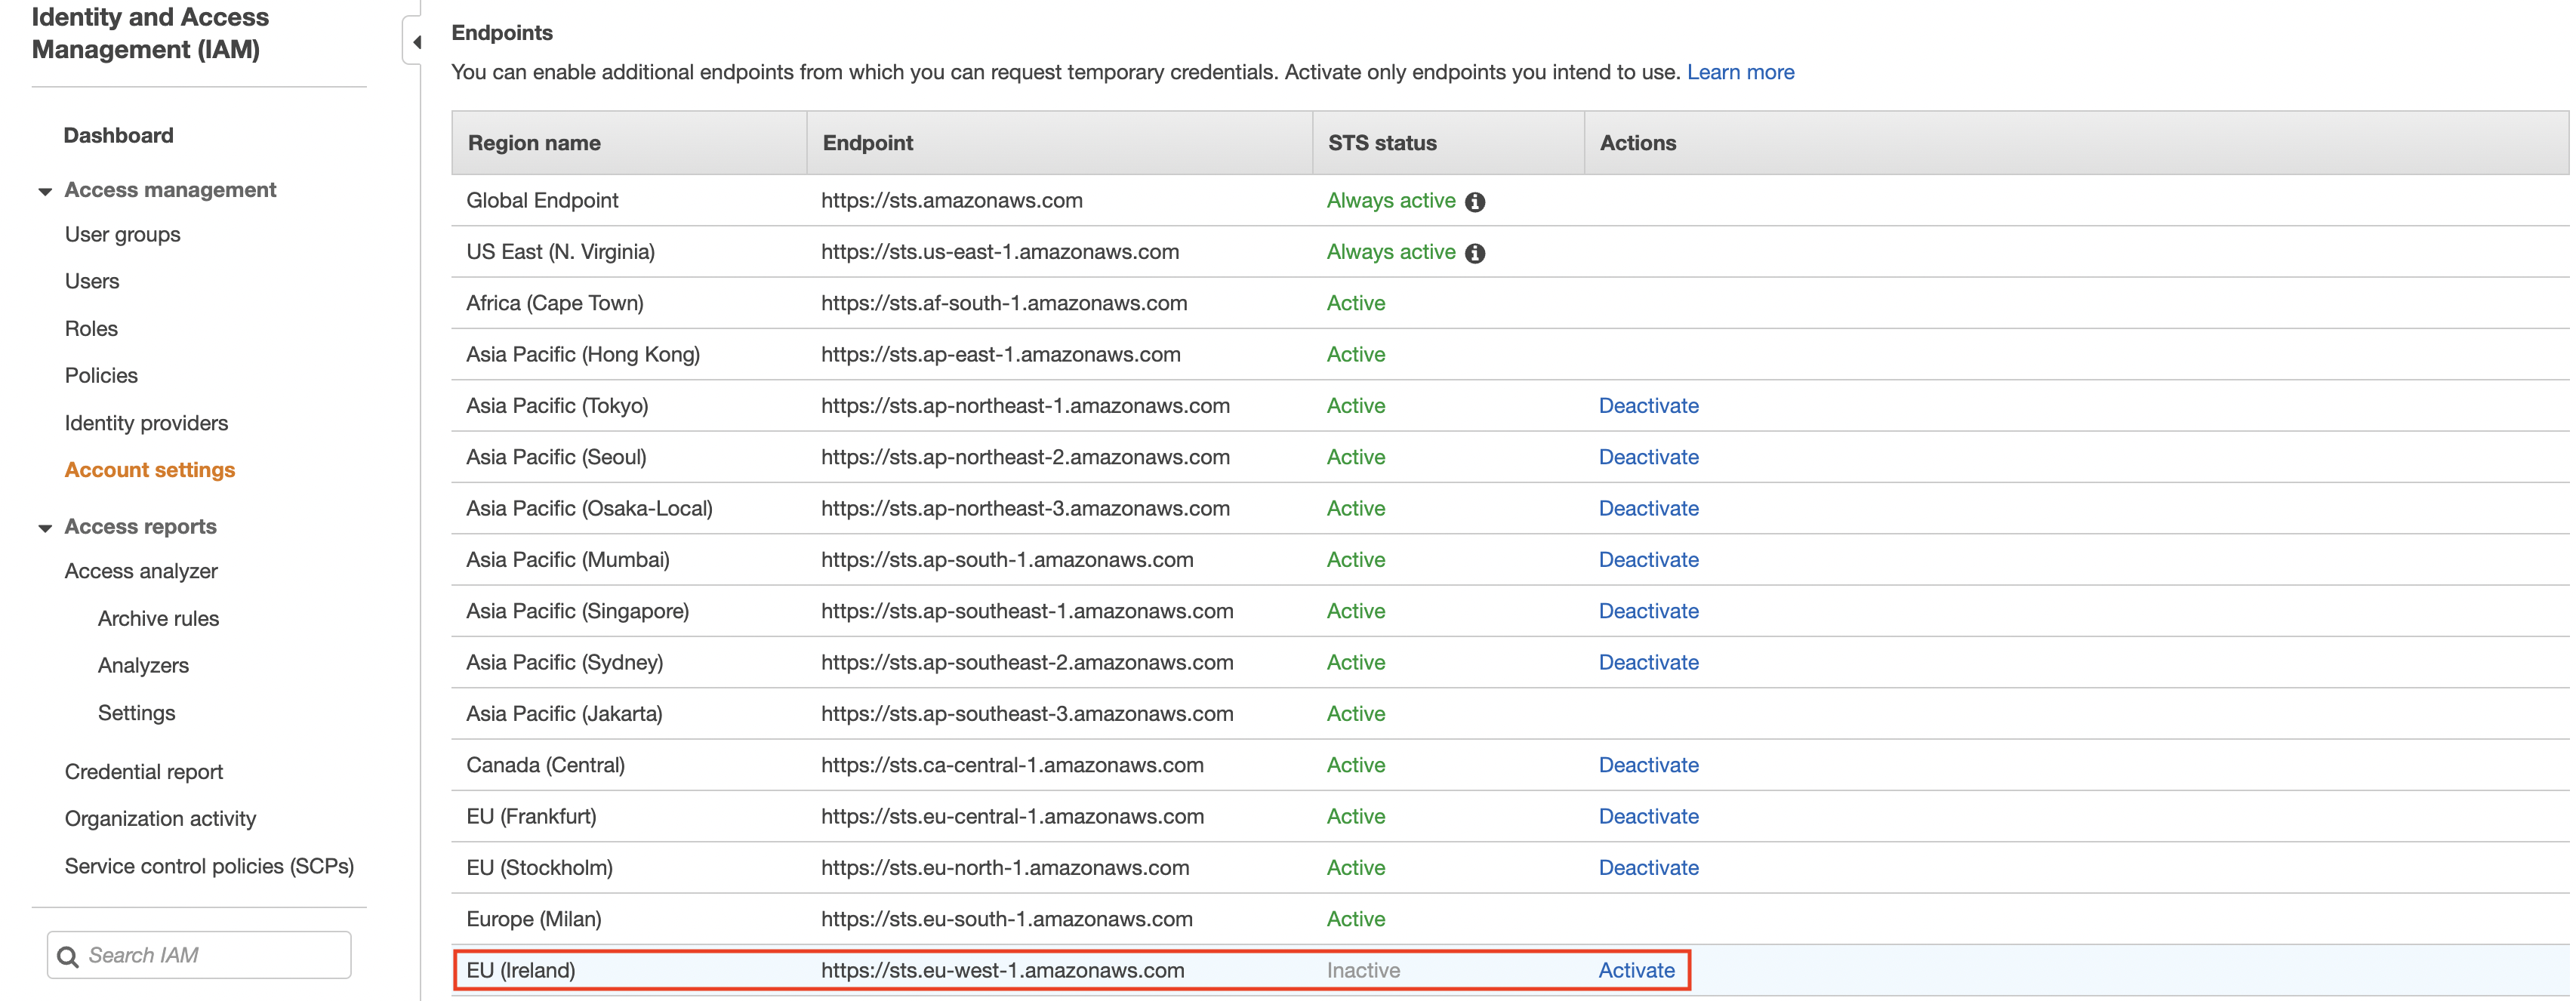 Identity and Access
Management (IAM)
Dashboard
Access management
User groups
Users
Roles
Policies
Identity providers
Account settings
Access reports
Access analyzer
Archive rules
Analyzers
Settings
Credential report
Organization activity
Service control policies (SCPs)
Search IAM
Endpoints
You can enable additional endpoints from which you can request temporary credentials. Activate only endpoints you intend to use. Learn more
Region name Endpoint STS status Actions
Global Endpoint https://sts.amazonaws.com Always active
US East (N. Virginia) https://sts.us-east-1.amazonaws.com Always active
Africa (Cape Town) https://sts.af-south-1.amazonaws.com Active
Asia Pacific (Hong Kong) https://sts.ap-east-1.amazonaws.com Active
Asia Pacific (Tokyo) https://sts.ap-northeast-1.amazonaws.com Active Deactivate
Asia Pacific (Seoul) https://sts.ap-northeast-2.amazonaws.com Active Deactivate
Asia Pacific (Osaka-Local) https://sts.ap-northeast-3.amazonaws.com Active Deactivate
Asia Pacific (Mumbai) https://sts.ap-south-1.amazonaws.com Active Deactivate
Asia Pacific (Singapore) https://sts.ap-southeast-1.amazonaws.com Active Deactivate
Asia Pacific (Sydney) https://sts.ap-southeast-2.amazonaws.com Active Deactivate
Asia Pacific (Jakarta) https://sts.ap-southeast-3.amazonaws.com Active
Canada (Central) https://sts.ca-central-1.amazonaws.com Active Deactivate
EU (Frankfurt) https://sts.eu-central-1.amazonaws.com Active Deactivate
EU (Stockholm) https://sts.eu-north-1.amazonaws.com Active Deactivate
Europe (Milan) https://sts.eu-south-1.amazonaws.com Active
EU (Ireland) https://sts.eu-west-1.amazonaws.com Inactive Activate